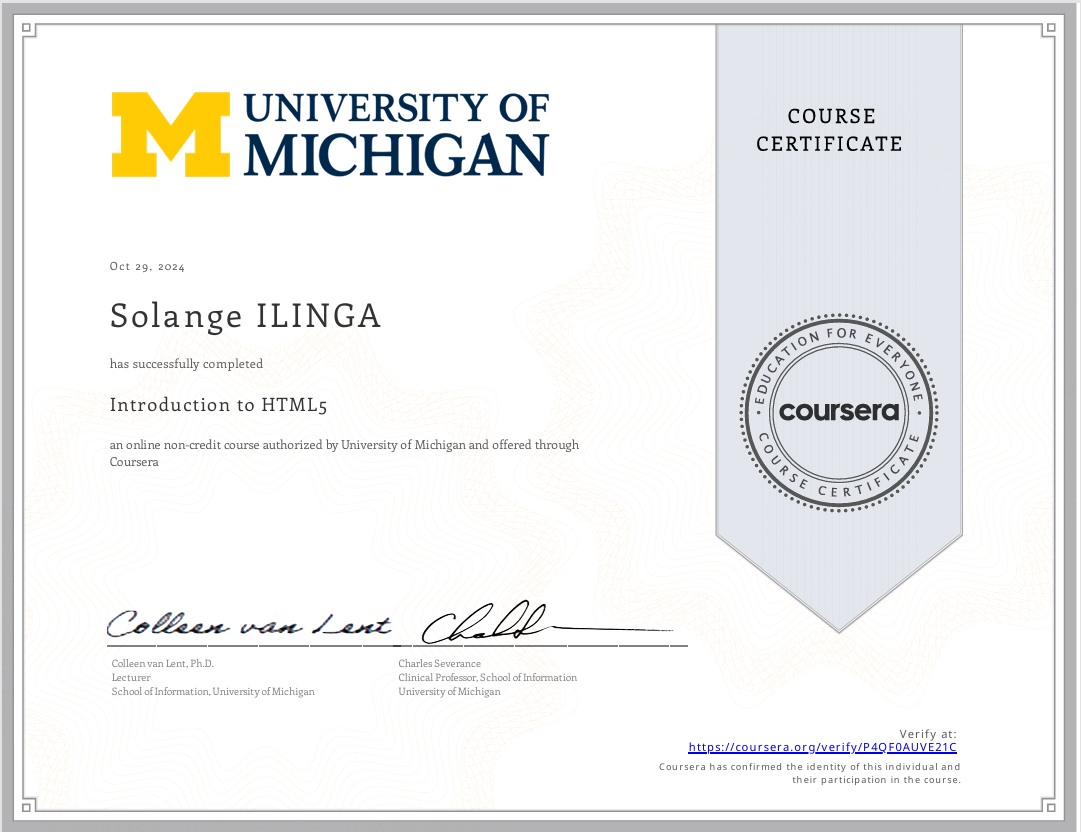 UNIVERSITY OF
MICHIGAN
COURSE
CERTIFICATE
Oct 29, 2024
Solange ILINGA
has successfully completed
Introduction to HTML5
an online non-credit course authorized by University of Michigan and offered through
Coursera
EDUCATION FOR EVERYONE
coursera
COURSE CERTIFICATE
Colleen van Lent
Colleen van Lent, Ph.D.
Lecturer
School of Information, University of Michigan
Charles Severance
Clinical Professor, School of Information
University of Michigan
Verify at:
https://coursera.org/verify/P4QF0AUVE21C
Coursera has confirmed the identity of this individual and
their participation in the course.